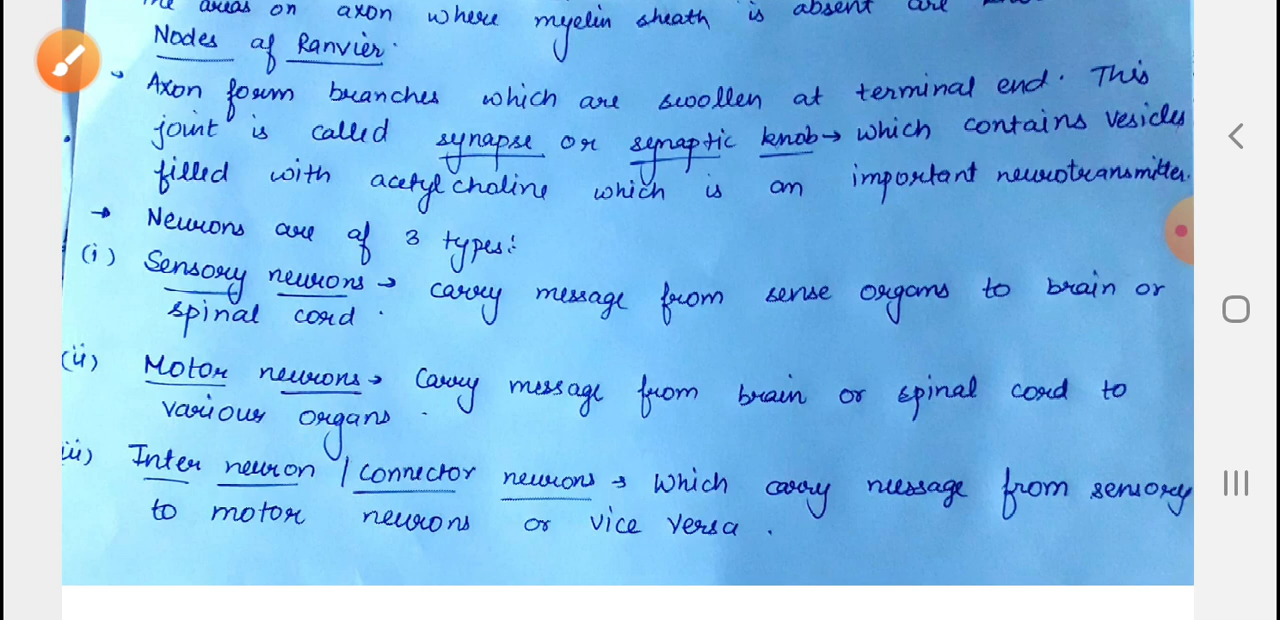 the areas on axon where myelin sheath is absent are
Nodes of Ranvier.
Axon form branches which are swollen at terminal end. This
joint is called synapse or synaptic knob → which contains vesicles
filled with acetylcholine which is an important neurotransmitter.
→ Neurons are of 3 types:
(i) Sensory neurons → carry message from sense organs to brain or
spinal cord.
(ii) Motor neurons → Carry message from brain or spinal cord to
various organs.
iii) Inter neuron / connector neurons → Which carry message from sensory
to motor neurons or vice versa.